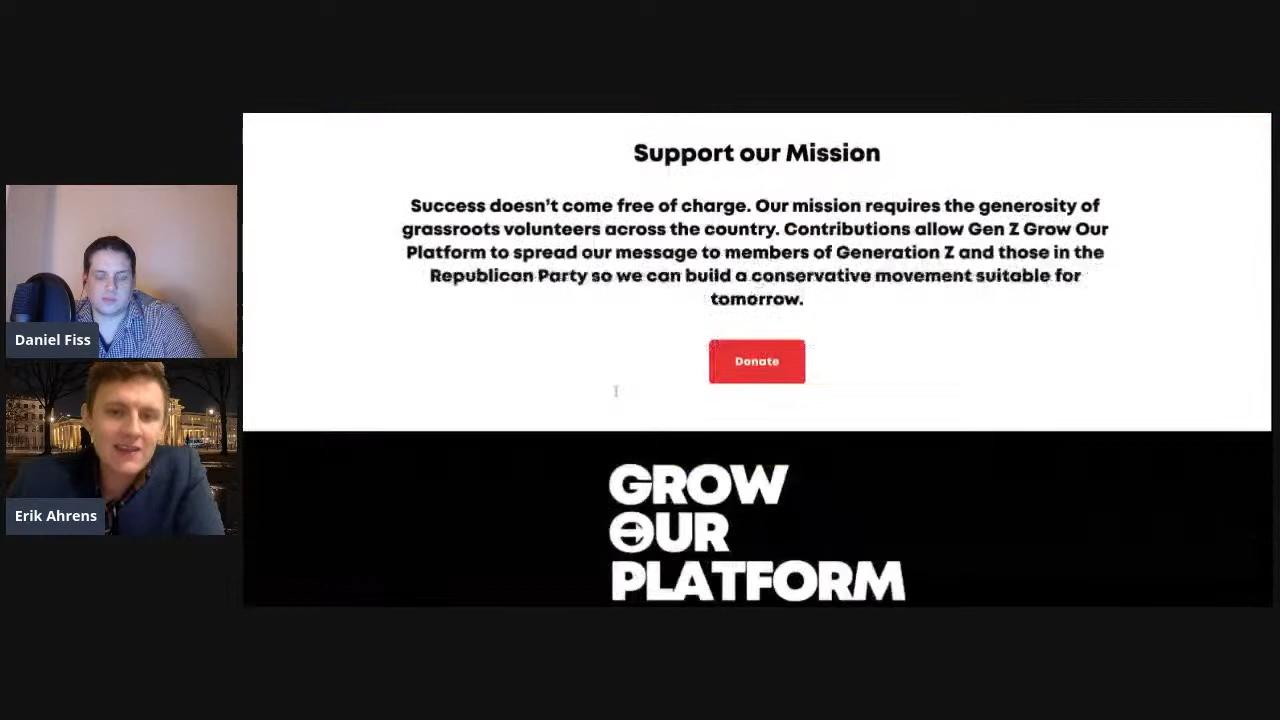 Support our Mission
Success doesn't come free of charge. Our mission requires the generosity of
grassroots volunteers across the country. Contributions allow Gen Z Grow Our
Platform to spread our message to members of Generation Z and those in the
Republican Party so we can build a conservative movement suitable for
tomorrow.
Donate
GROW
OUR
PLATFORM
Daniel Fiss
Erik Ahrens